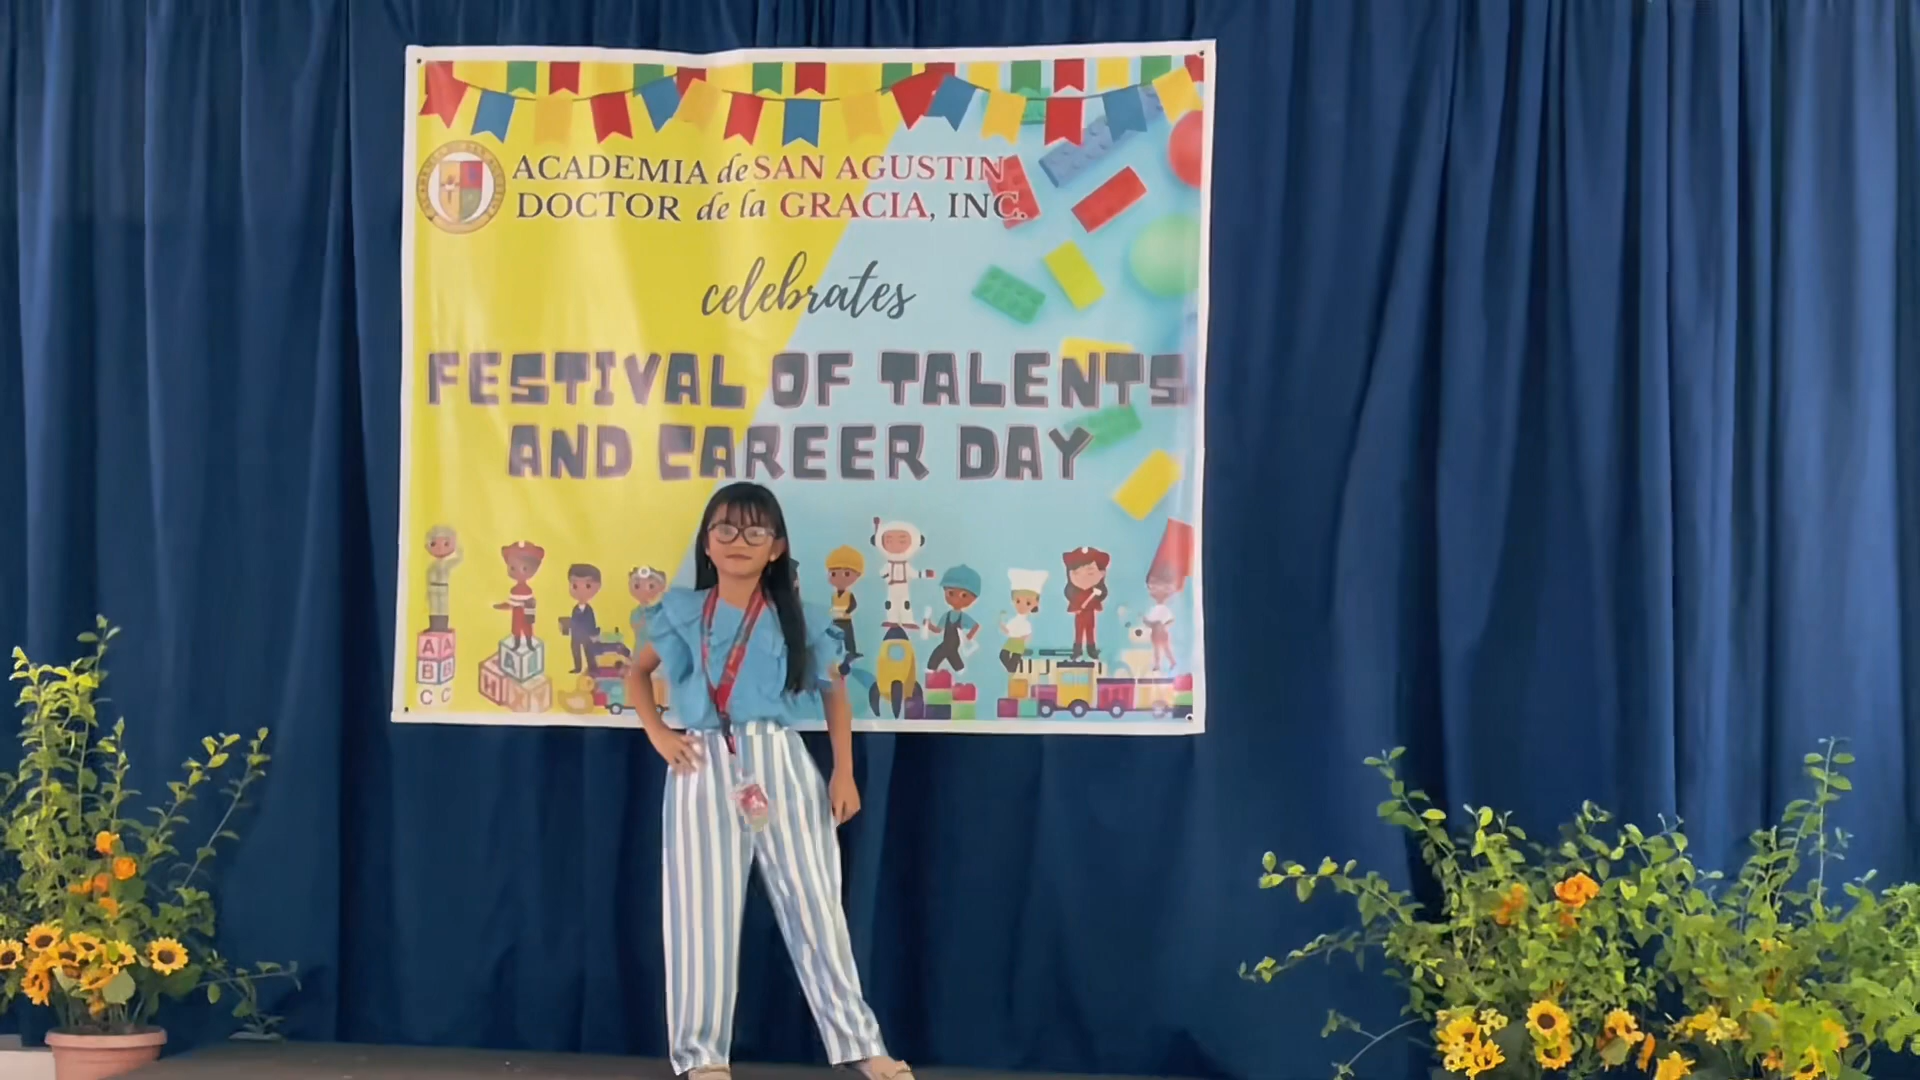 ACADEMIA de SAN AGUSTIN
DOCTOR de la GRACIA, INC.
celebrates
FESTIVAL OF TALENTS
AND CAREER DAY
A A
B B
C C
A
H